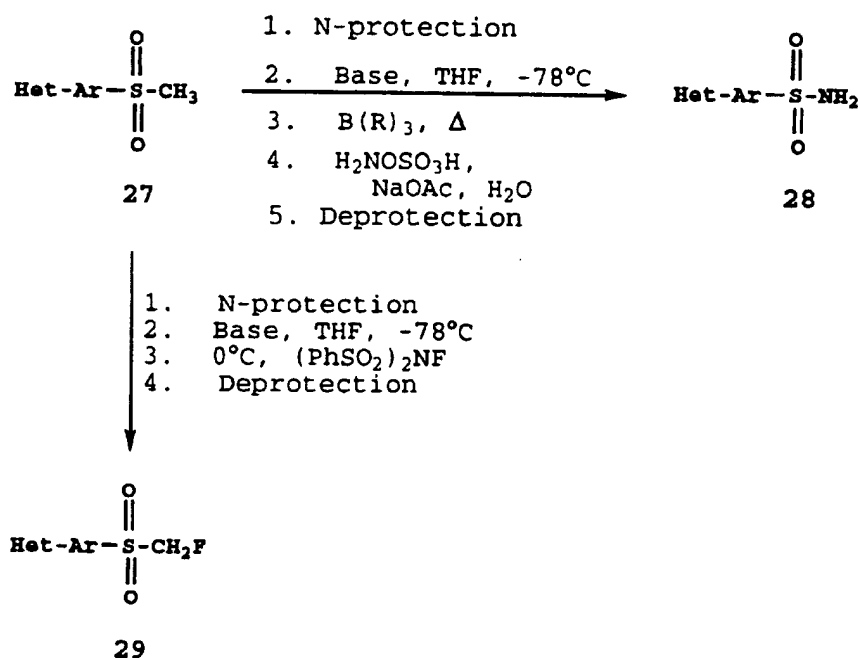 1. N-protection
O
Het-Ar-S-CH₃
O
27
2. Base, THF, -78°C
3. B(R)₃, Δ
4. H₂NOSO₃H,
NaOAc, H₂O
5. Deprotection
O
Het-Ar-S-NH₂
O
28
1. N-protection
2. Base, THF, -78°C
3. 0°C, (PhSO₂)₂NF
4. Deprotection
O
Het-Ar-S-CH₂F
O
29